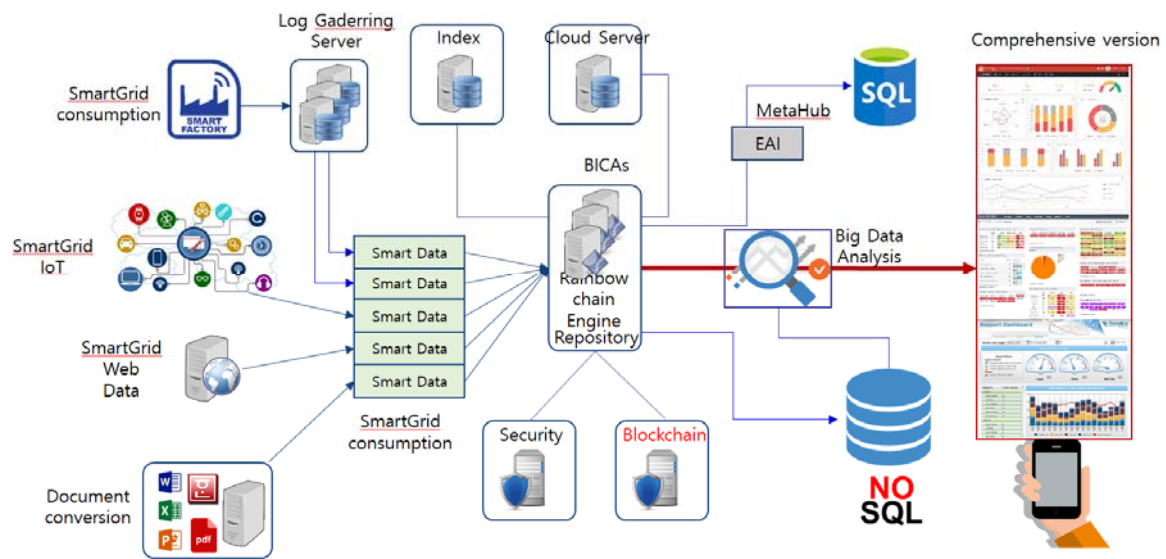 Log Gaderring
Server
Index
Cloud Server
Comprehensive version
SmartGrid
consumption
SMART
FACTORY
SQL
MetaHub
EAI
BICAs
SmartGrid
IoT
Smart Data
Smart Data
Smart Data
Smart Data
Smart Data
Rainbow
chain
Engine
Repository
Big Data
Analysis
SmartGrid
Web
Data
SmartGrid
consumption
Security
Blockchain
Support Dashboard
Document
conversion
W
X
P
pdf
NO
SQL